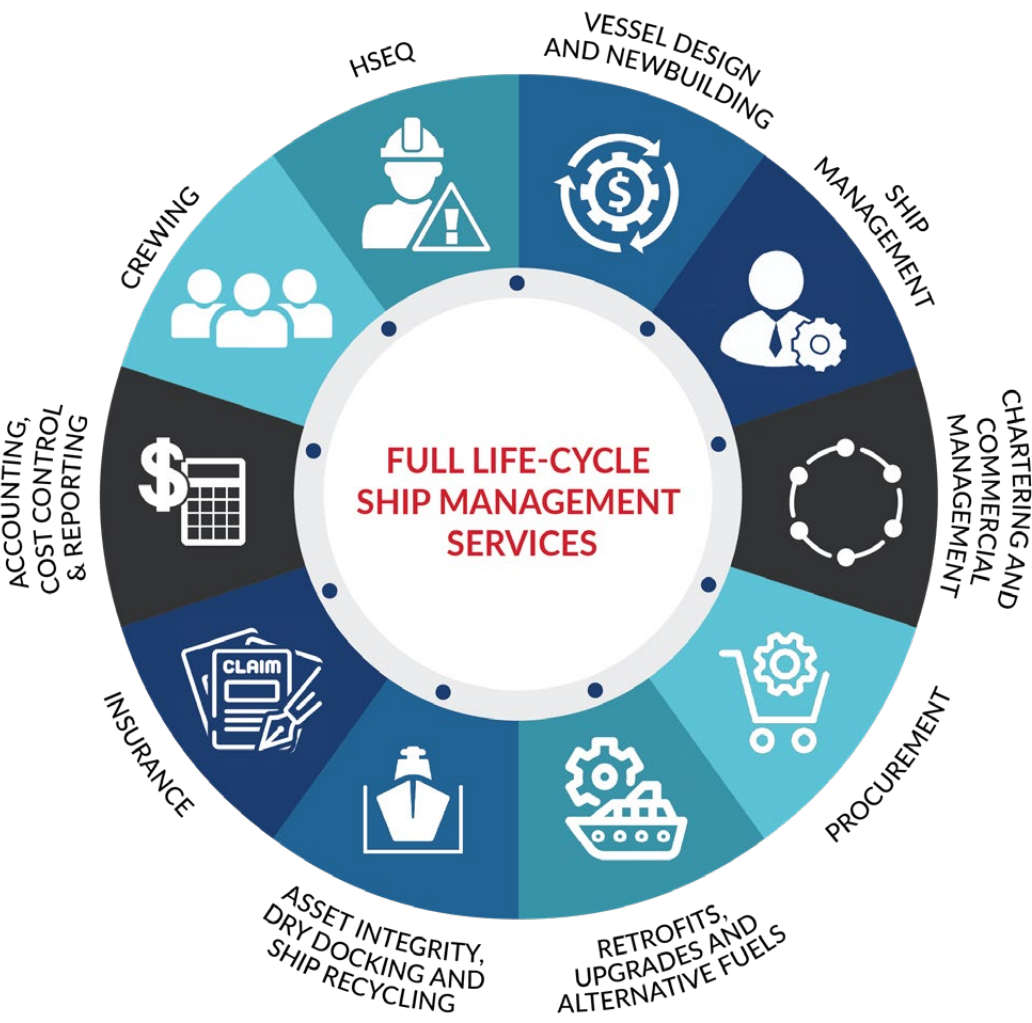 HSEQ
VESSEL DESIGN
AND NEWBUILDING
SHIP
MANAGEMENT
CHARTERING AND
COMMERCIAL
MANAGEMENT
PROCUREMENT
RETROFITS,
UPGRADES AND
ALTERNATIVE FUELS
ASSET INTEGRITY,
DRY DOCKING AND
SHIP RECYCLING
INSURANCE
ACCOUNTING,
COST CONTROL
& REPORTING
CREWING
$
!
$
CLAIM
FULL LIFE-CYCLE
SHIP MANAGEMENT
SERVICES